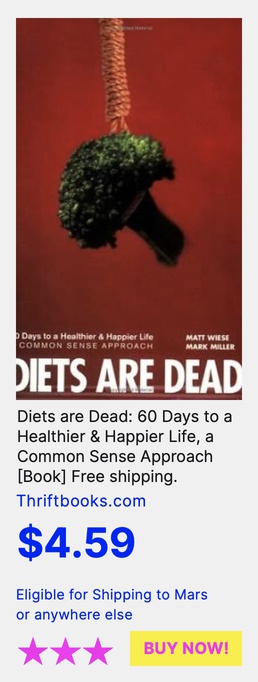 0 Days to a Healthier & Happier Life
COMMON SENSE APPROACH
MATT WIESE
MARK MILLER
DIETS ARE DEAD
Diets are Dead: 60 Days to a
Healthier & Happier Life, a
Common Sense Approach
[Book] Free shipping.
Thriftbooks.com
$4.59
Eligible for Shipping to Mars
or anywhere else
BUY NOW!